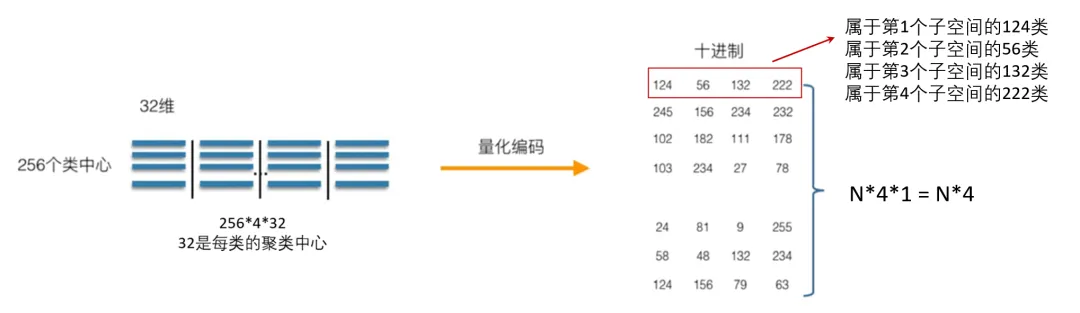 32维
256个类中心
...
256*4*32
32是每类的聚类中心
量化编码
十进制
124 56 132 222
245 156 234 232
102 182 111 178
103 234 27 78
24 81 9 255
58 48 132 234
124 156 79 63
属于第1个子空间的124类
属于第2个子空间的56类
属于第3个子空间的132类
属于第4个子空间的222类
N*4*1 = N*4